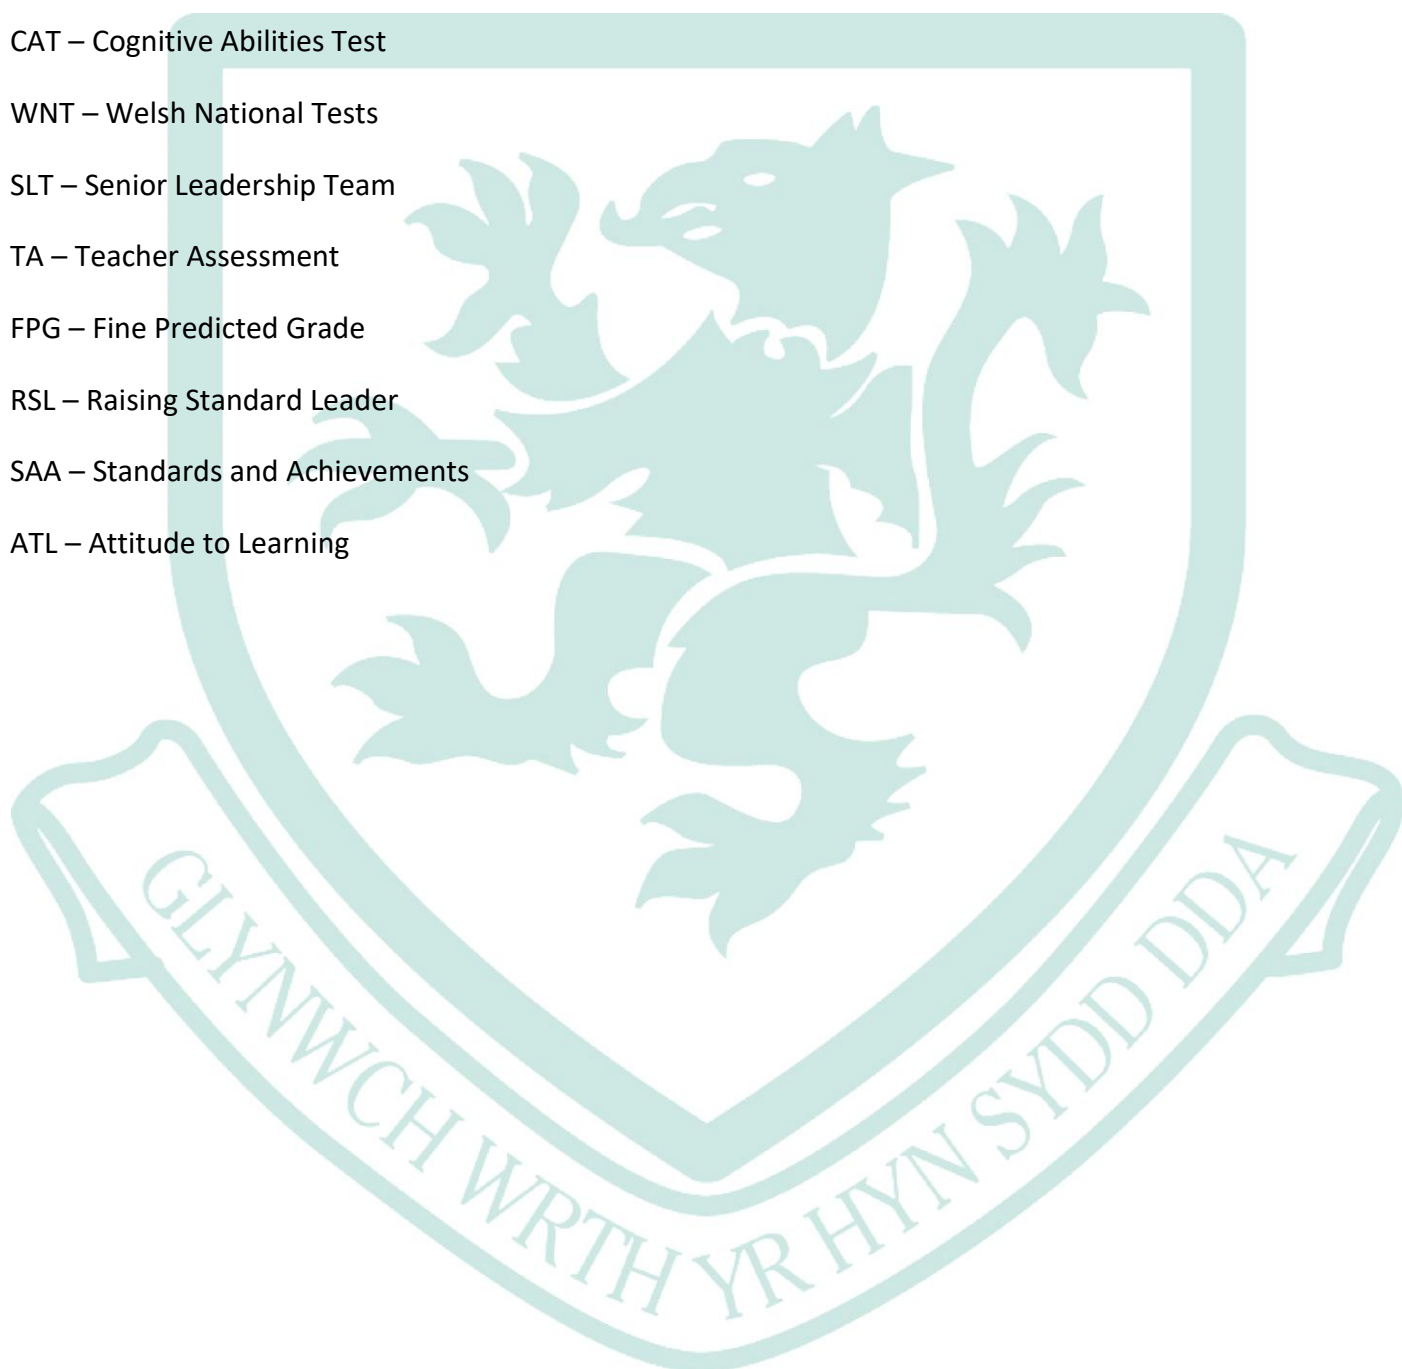 CAT – Cognitive Abilities Test
WNT – Welsh National Tests
SLT – Senior Leadership Team
TA – Teacher Assessment
FPG – Fine Predicted Grade
RSL – Raising Standard Leader
SAA – Standards and Achievements
ATL – Attitude to Learning
GLYNWCH WRTH YR HYN SYDD DDA